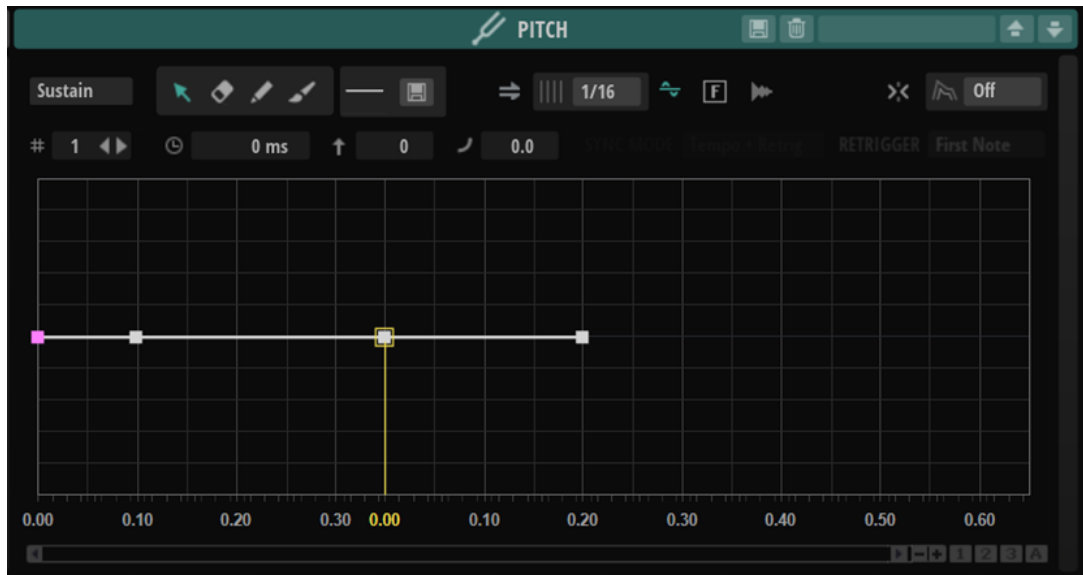 PITCH
Sustain 1/16 F Off
# 1 0 ms 0 0.0 SYNC MODE Tempo + Retrig RETRIGGER First Note
0.00 0.10 0.20 0.30 0.00 0.10 0.20 0.30 0.40 0.50 0.60
- + 1 2 3 A